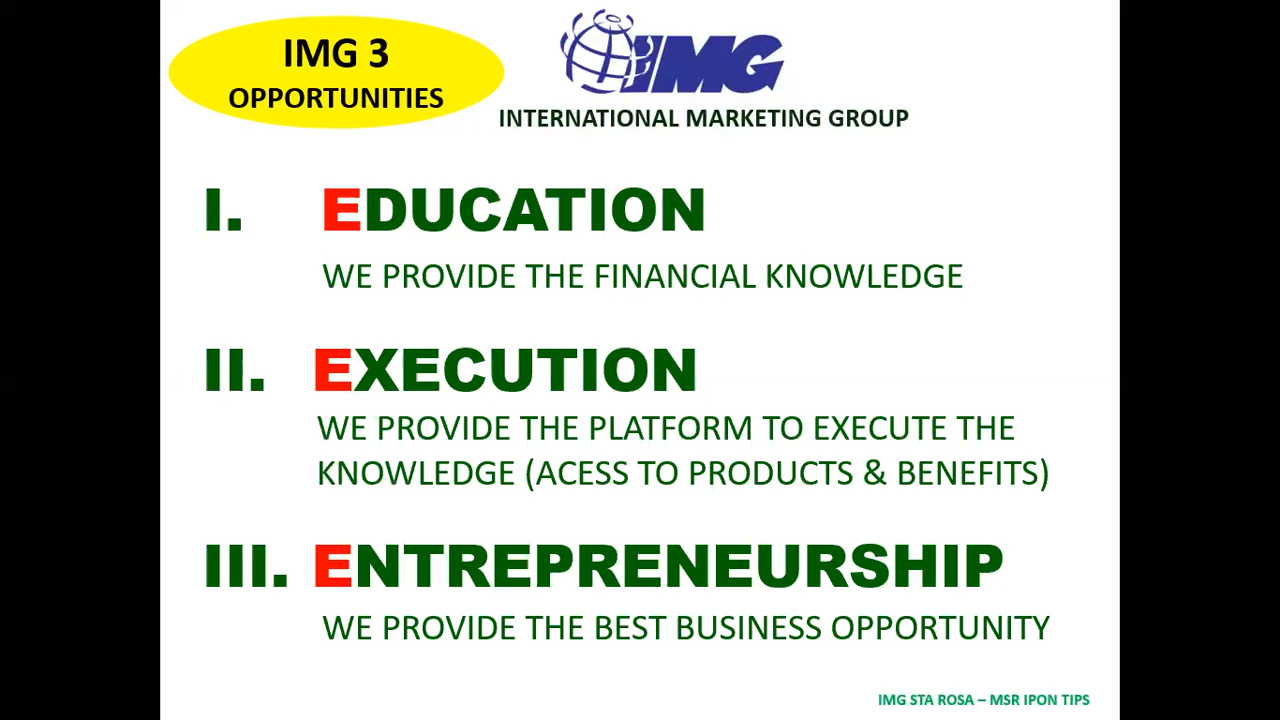 IMG 3
OPPORTUNITIES
IMG
INTERNATIONAL MARKETING GROUP
I. EDUCATION
WE PROVIDE THE FINANCIAL KNOWLEDGE
II. EXECUTION
WE PROVIDE THE PLATFORM TO EXECUTE THE
KNOWLEDGE (ACESS TO PRODUCTS & BENEFITS)
III. ENTREPRENEURSHIP
WE PROVIDE THE BEST BUSINESS OPPORTUNITY
IMG STA ROSA – MSR IPON TIPS